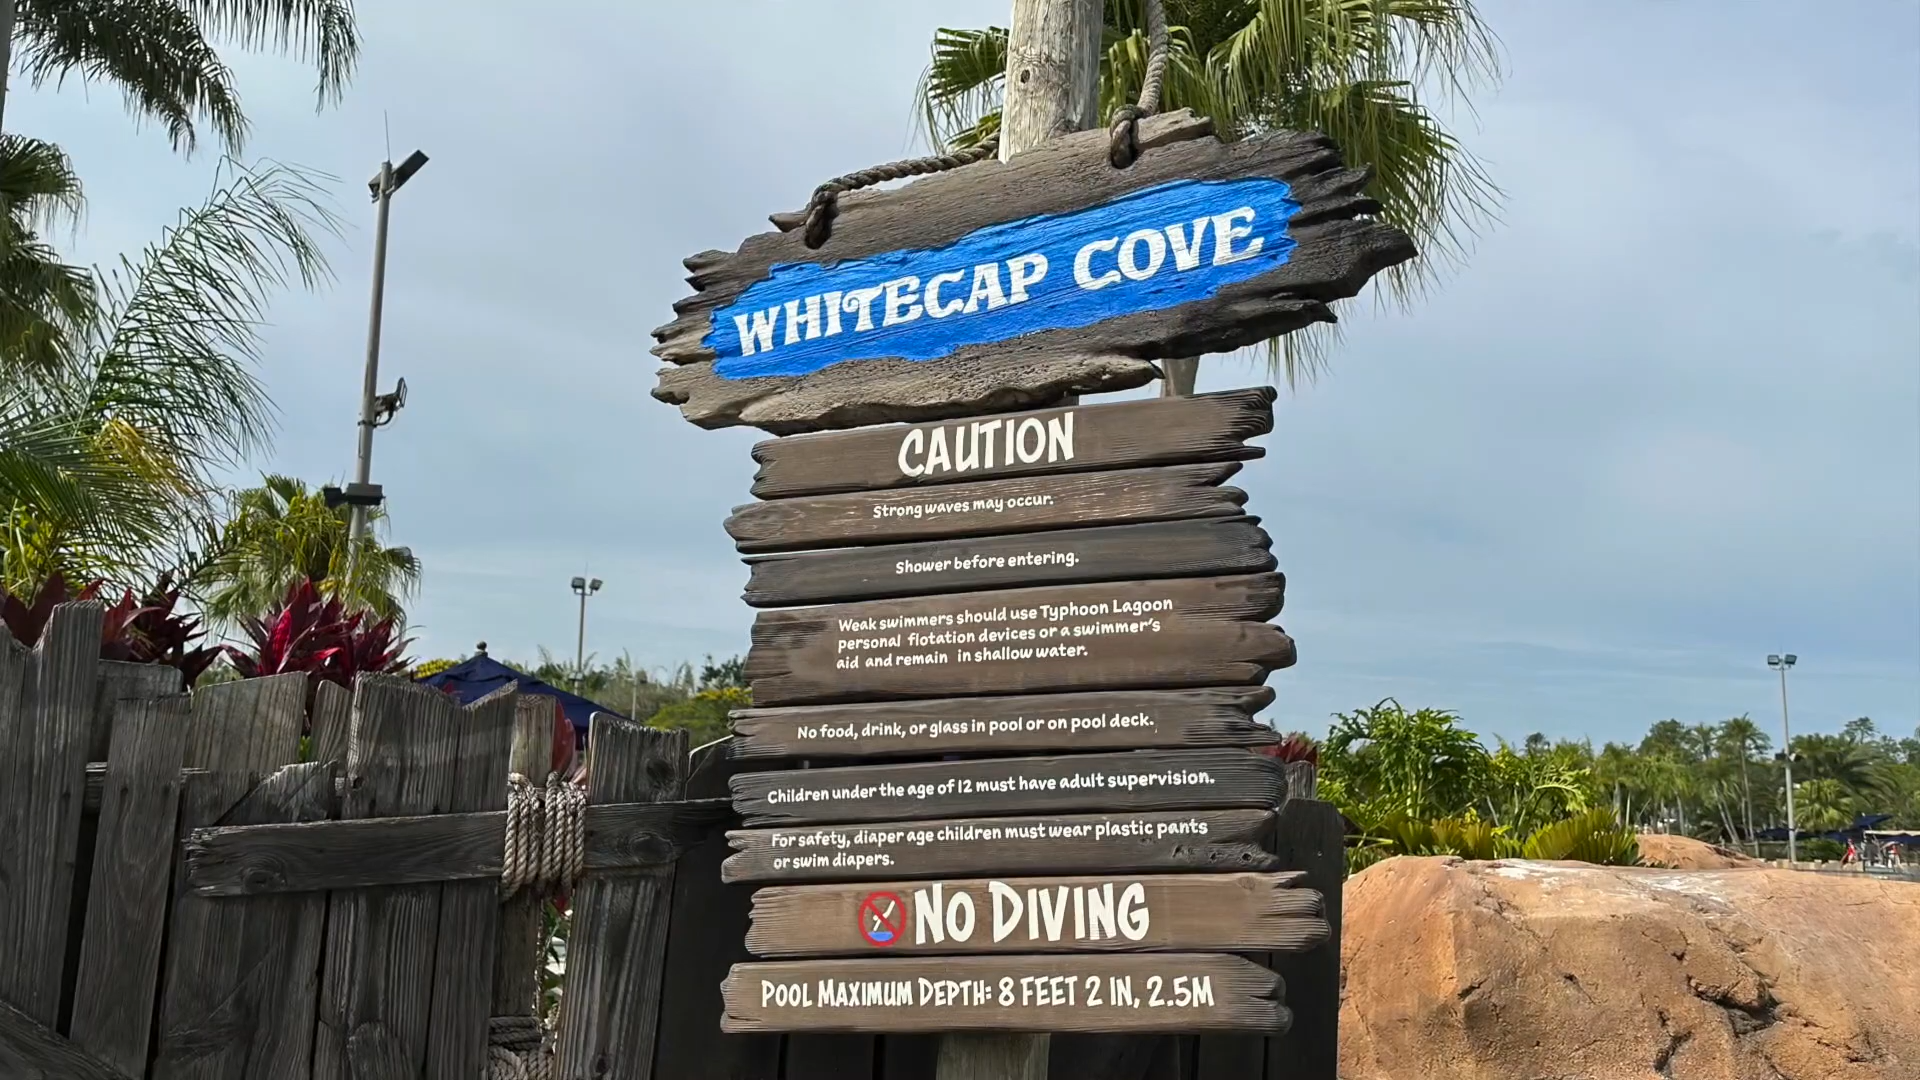 WHITECAP COVE
CAUTION
Strong waves may occur.
Shower before entering.
Weak swimmers should use Typhoon Lagoon
personal flotation devices or a swimmer's
aid and remain in shallow water.
No food, drink, or glass in pool or on pool deck.
Children under the age of 12 must have adult supervision.
For safety, diaper age children must wear plastic pants
or swim diapers.
NO DIVING
POOL MAXIMUM DEPTH: 8 FEET 2 IN, 2.5M